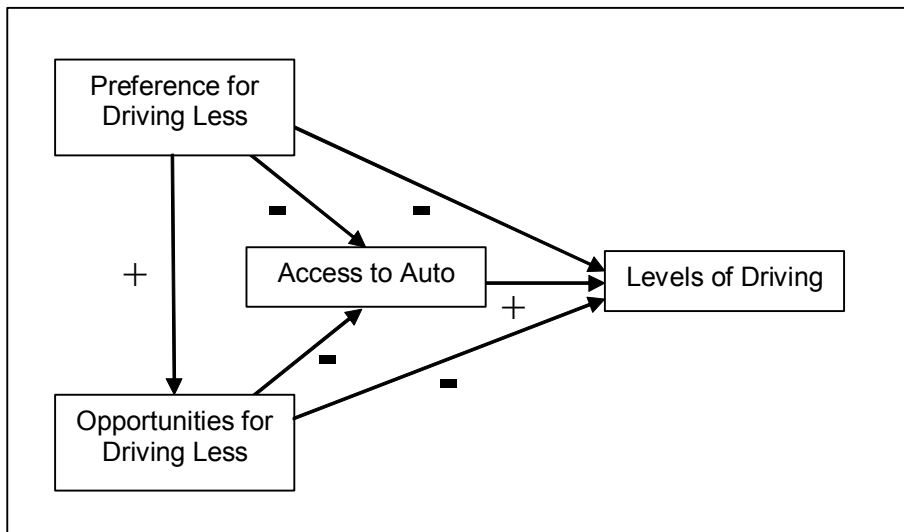 Preference for
Driving Less
-
-
Access to Auto
Levels of Driving
+
+
-
-
Opportunities for
Driving Less